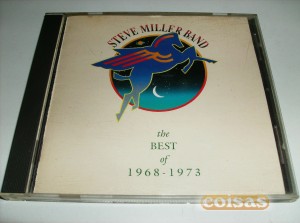 STEVE MILLER BAND
the
BEST
of
1968-1973
coisas